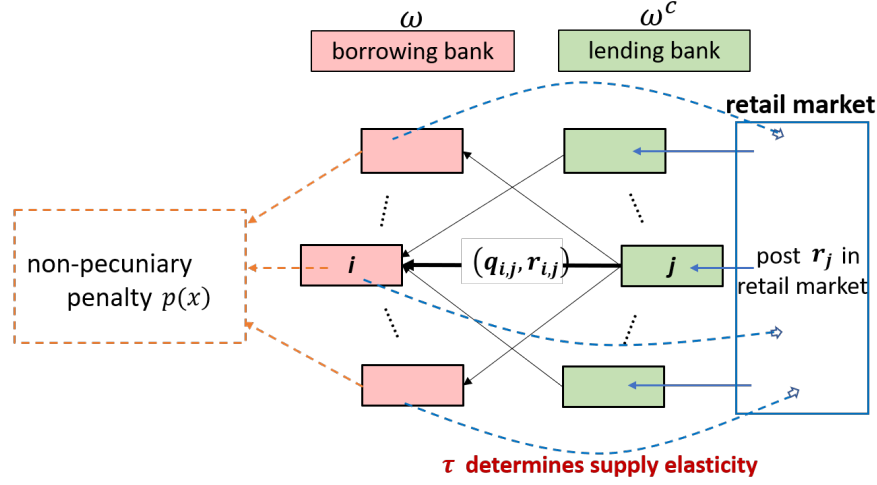 ω
ω^c
borrowing bank
lending bank
retail market
non-pecuniary
penalty p(x)
i
(q_{i,j}, r_{i,j})
j
post r_j in
retail market
τ determines supply elasticity